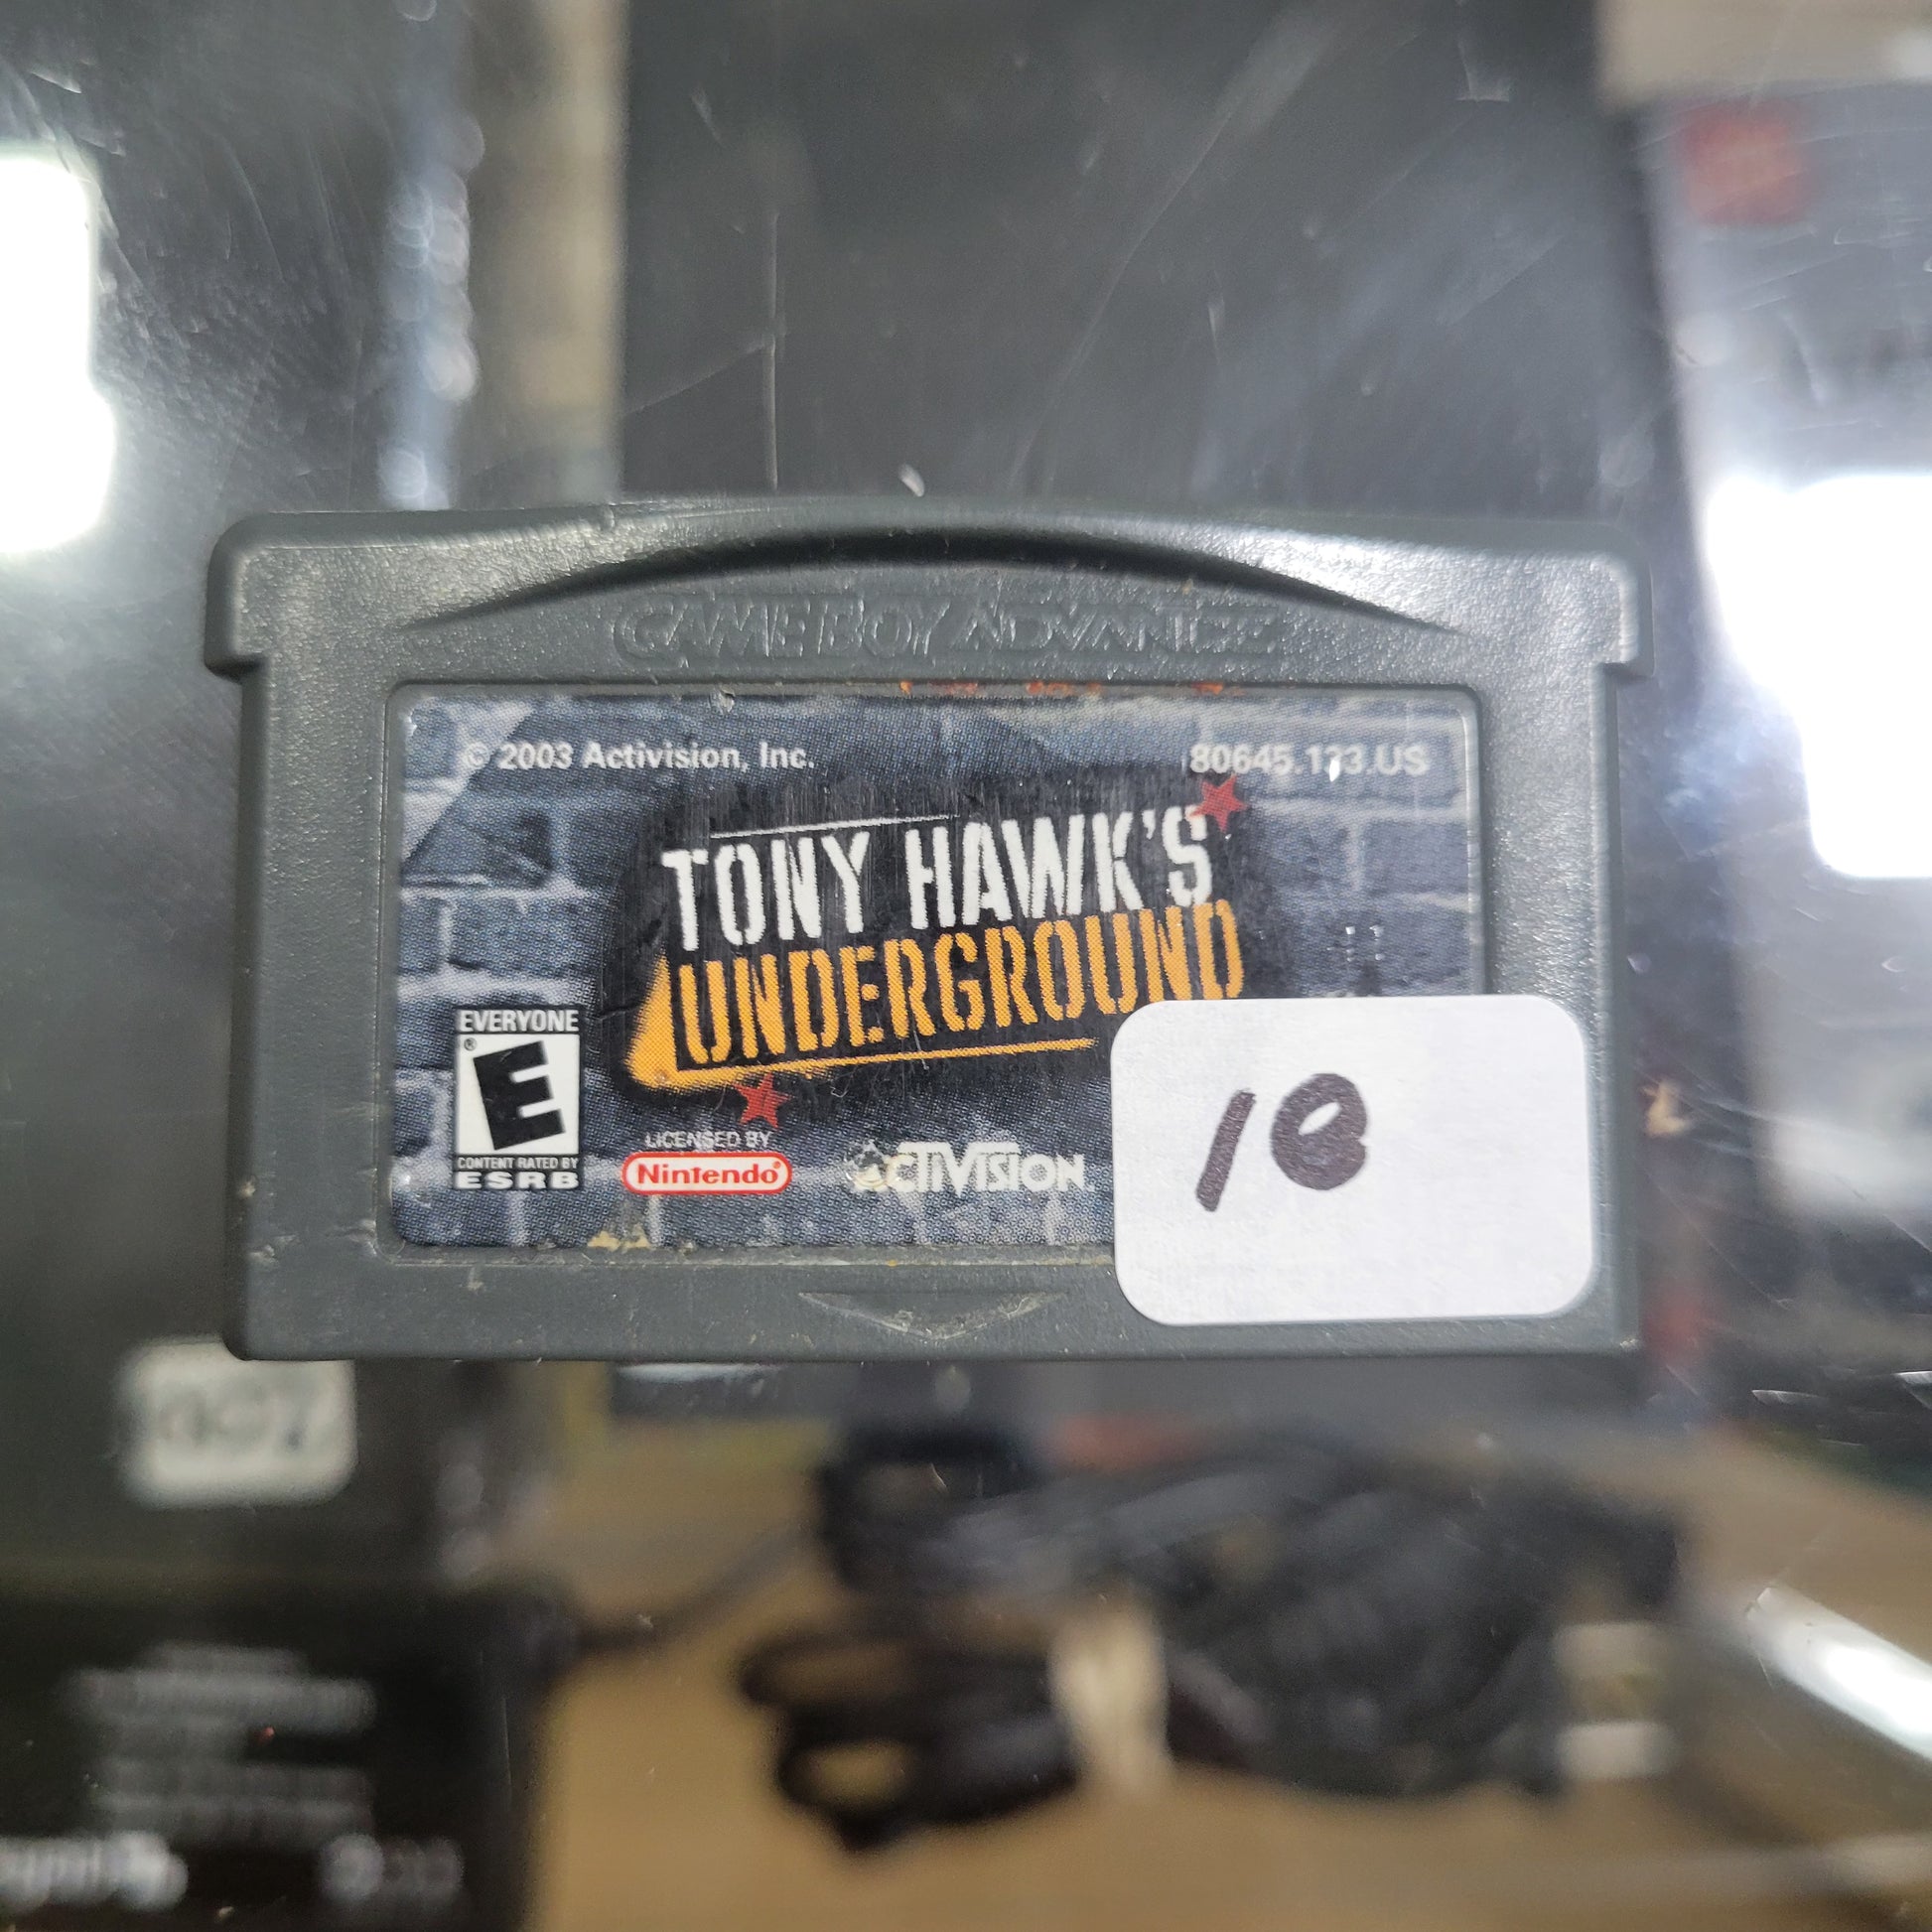 GAME BOY ADVANCE
© 2003 Activision, Inc.
80645.133.US
TONY HAWK'S
UNDERGROUND
EVERYONE
E
CONTENT RATED BY
ESRB
LICENSED BY
Nintendo®
ACTIVISION
10